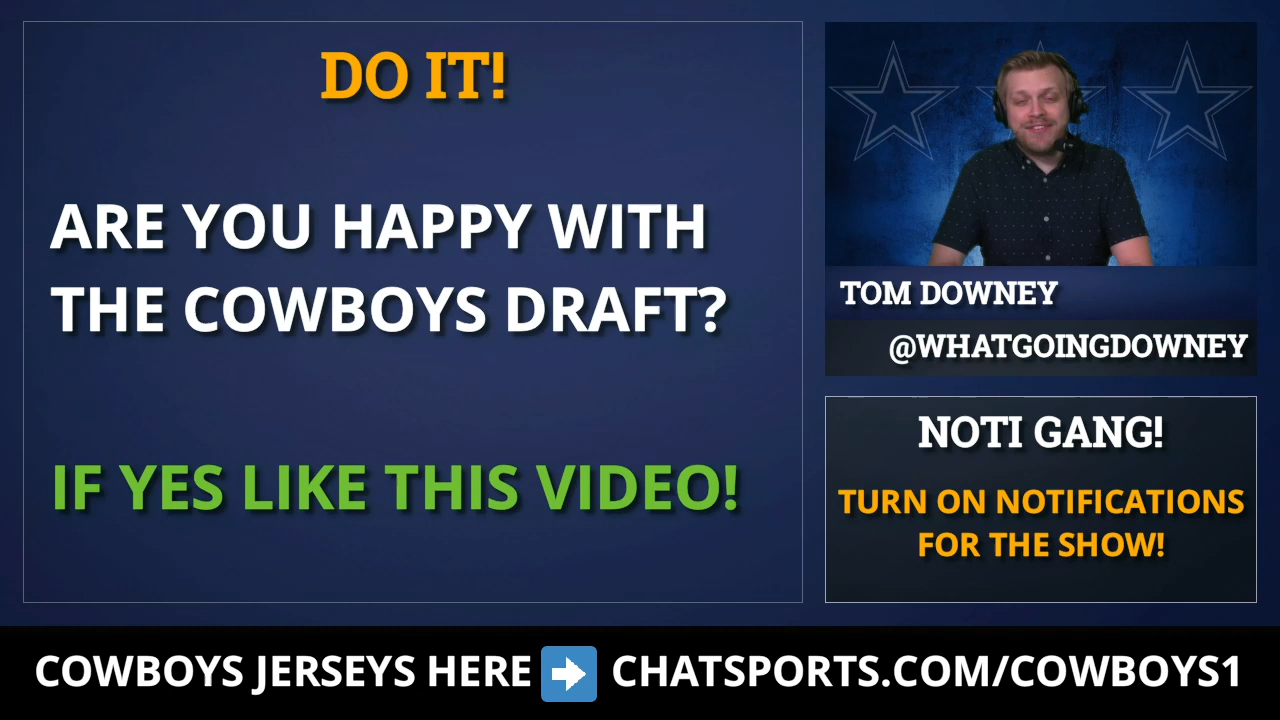 DO IT!
ARE YOU HAPPY WITH
THE COWBOYS DRAFT?
IF YES LIKE THIS VIDEO!
TOM DOWNEY
@WHATGOINGDOWNEY
NOTI GANG!
TURN ON NOTIFICATIONS
FOR THE SHOW!
COWBOYS JERSEYS HERE ➡ CHATSPORTS.COM/COWBOYS1